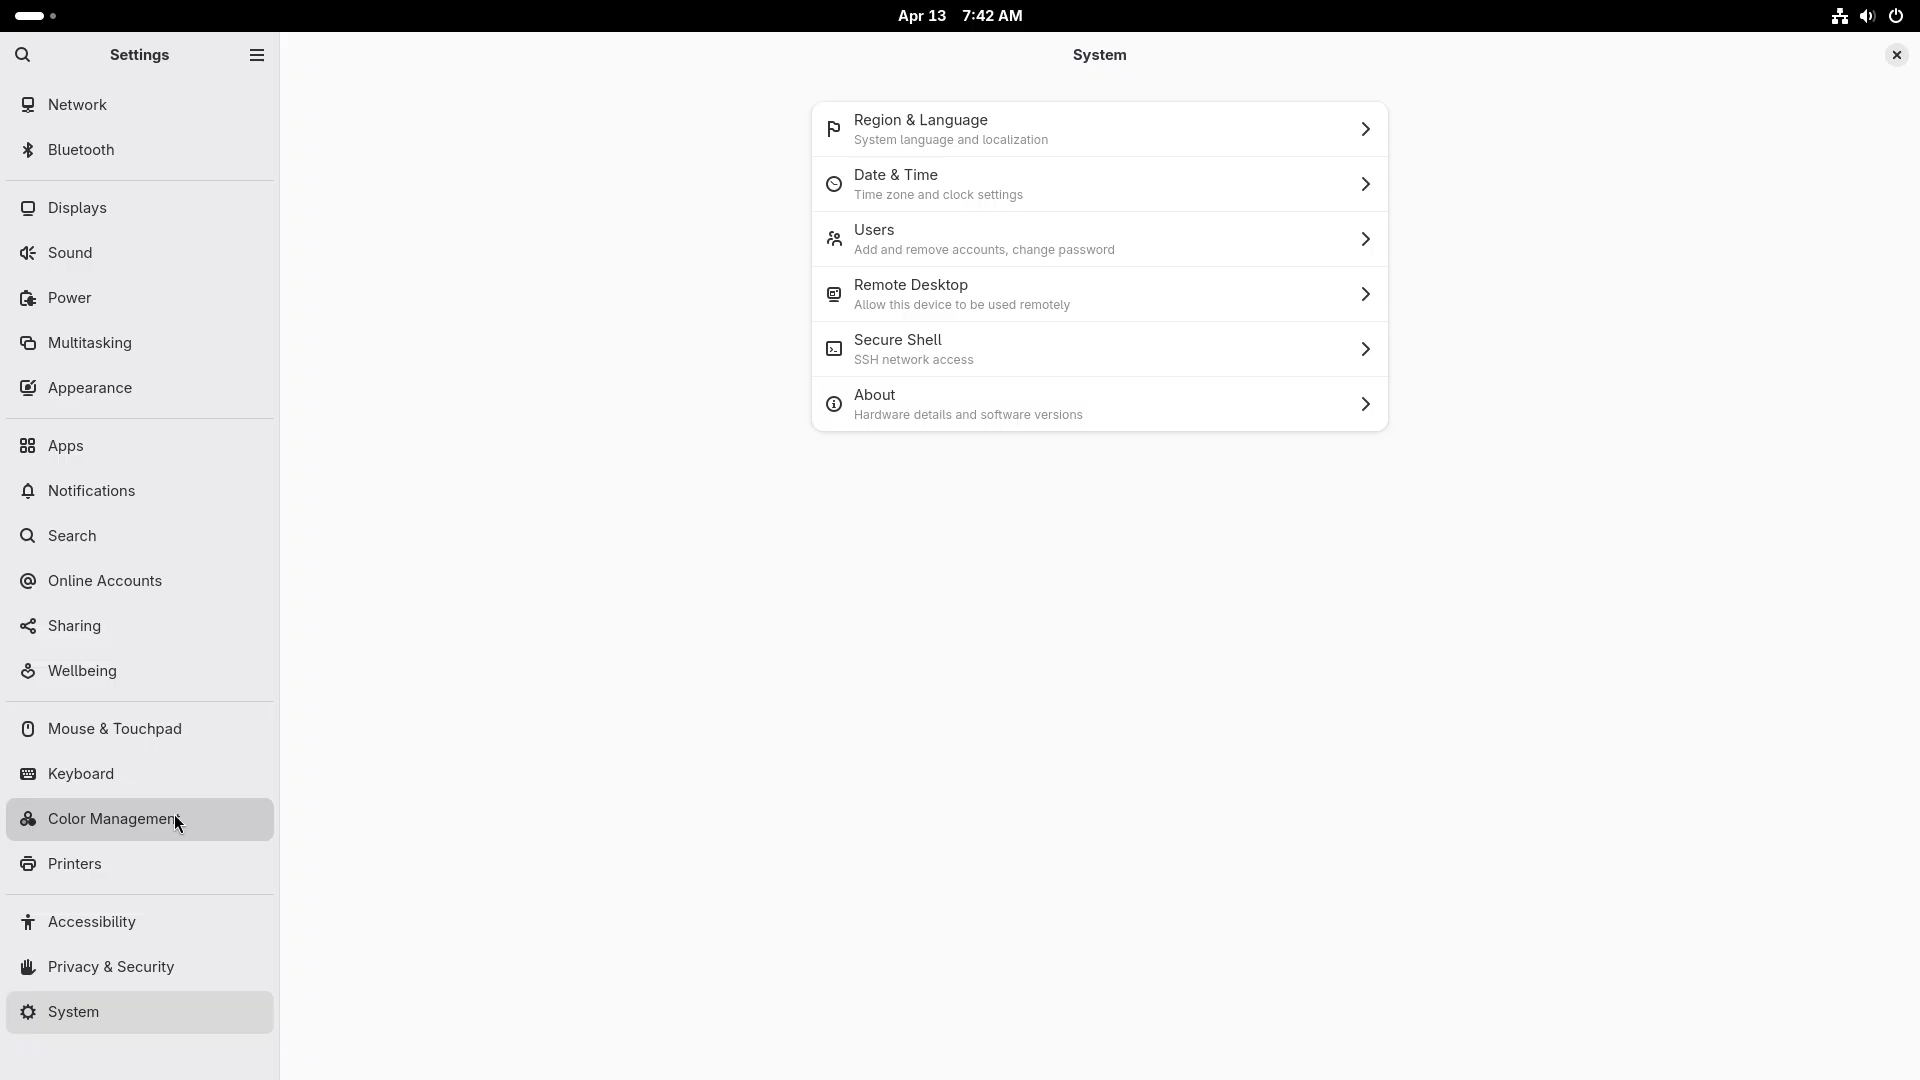 Apr 13 7:42 AM
Settings
System
Network
Bluetooth
Displays
Sound
Power
Multitasking
Appearance
Apps
Notifications
Search
Online Accounts
Sharing
Wellbeing
Mouse & Touchpad
Keyboard
Color Management
Printers
Accessibility
Privacy & Security
System
Region & Language
System language and localization
Date & Time
Time zone and clock settings
Users
Add and remove accounts, change password
Remote Desktop
Allow this device to be used remotely
Secure Shell
SSH network access
About
Hardware details and software versions